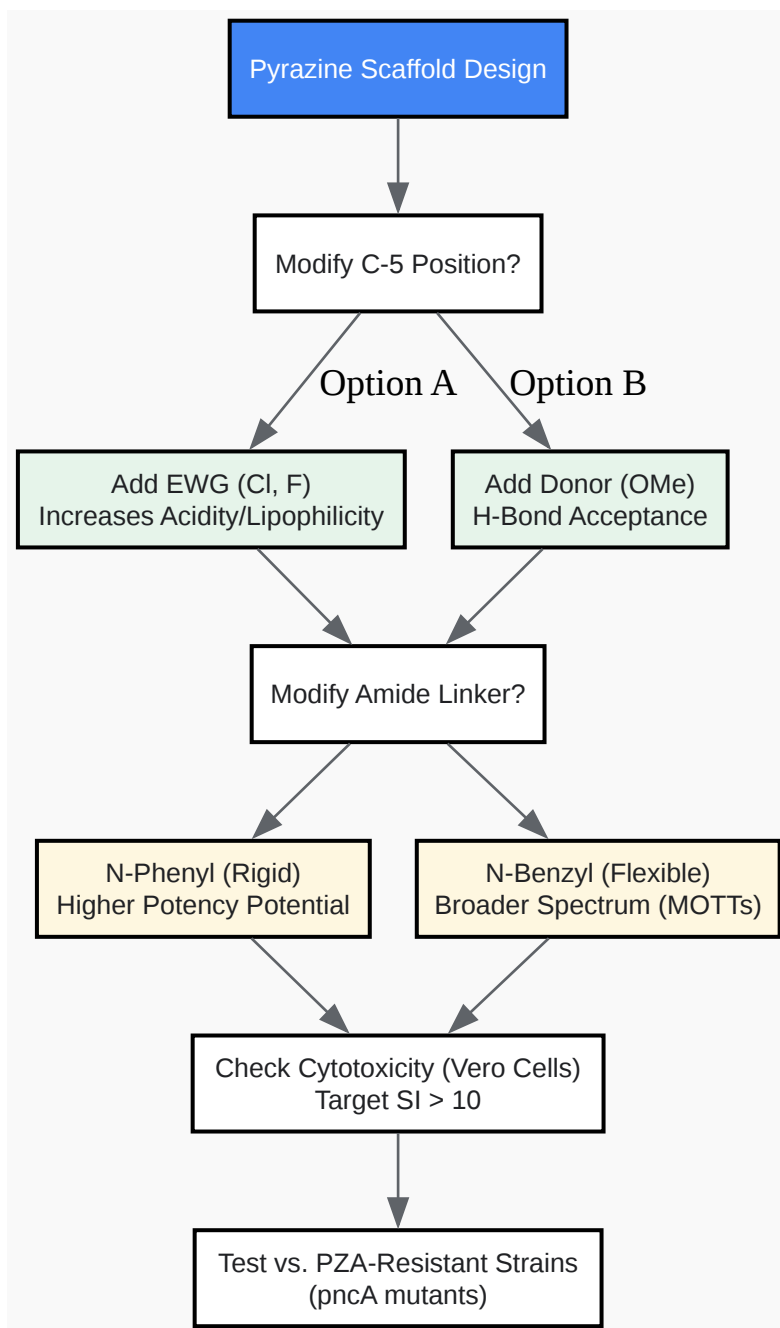 Pyrazine Scaffold Design
Modify C-5 Position?
Option A
Option B
Add EWG (Cl, F)
Increases Acidity/Lipophilicity
Add Donor (OMe)
H-Bond Acceptance
Modify Amide Linker?
N-Phenyl (Rigid)
Higher Potency Potential
N-Benzyl (Flexible)
Broader Spectrum (MOTTs)
Check Cytotoxicity (Vero Cells)
Target SI > 10
Test vs. PZA-Resistant Strains
(pncA mutants)